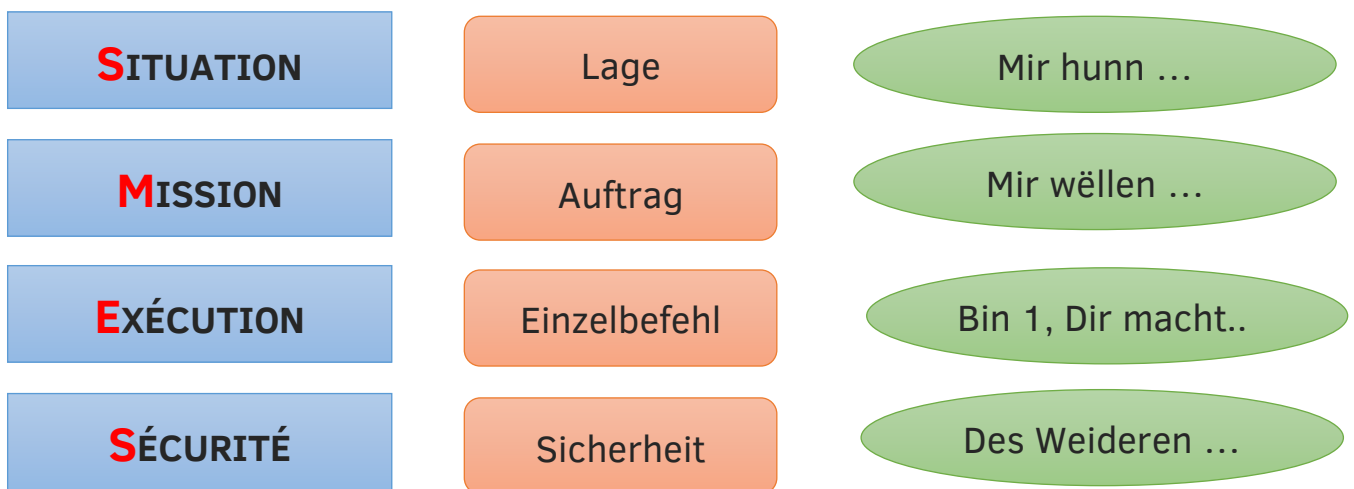 SITUATION
Lage
Mir hunn ...
MISSION
Auftrag
Mir wëllen ...
EXÉCUTION
Einzelbefehl
Bin 1, Dir macht..
SÉCURITÉ
Sicherheit
Des Weideren ...